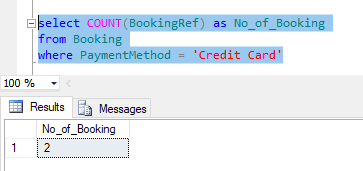 select COUNT(BookingRef) as No_of_Booking
from Booking
where PaymentMethod = 'Credit Card'
100 %
Results Messages
No_of_Booking
1 2